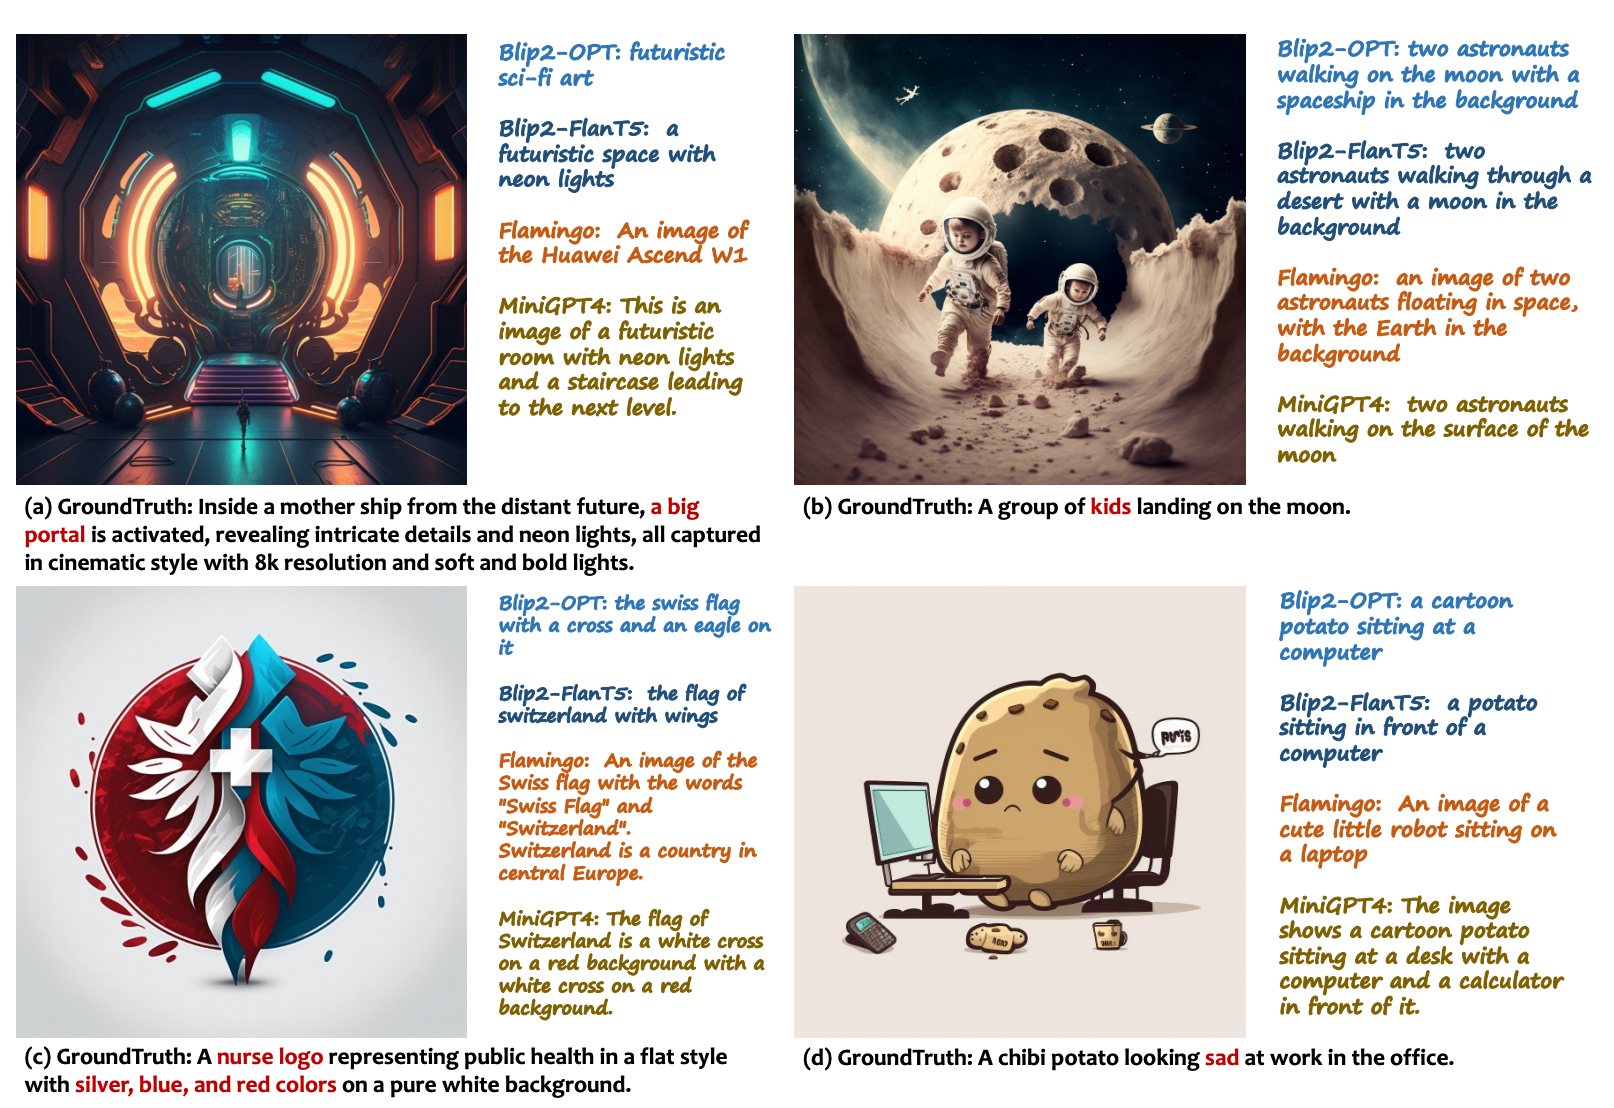 Blip2-OPT: futuristic
sci-fi art
Blip2-FlanT5: a
futuristic space with
neon lights
Flamingo: An image of
the Huawei Ascend W1
MiniGPT4: This is an
image of a futuristic
room with neon lights
and a staircase leading
to the next level.
(a) GroundTruth: Inside a mother ship from the distant future, a big
portal is activated, revealing intricate details and neon lights, all captured
in cinematic style with 8k resolution and soft and bold lights.
Blip2-OPT: two astronauts
walking on the moon with a
spaceship in the background
Blip2-FlanT5: two
astronauts walking through a
desert with a moon in the
background
Flamingo: an image of two
astronauts floating in space,
with the Earth in the
background
MiniGPT4: two astronauts
walking on the surface of the
moon
(b) GroundTruth: A group of kids landing on the moon.
Blip2-OPT: the swiss flag
with a cross and an eagle on
it
Blip2-FlanT5: the flag of
switzerland with wings
Flamingo: An image of the
Swiss flag with the words
"Swiss Flag" and
"Switzerland".
Switzerland is a country in
central Europe.
MiniGPT4: The flag of
Switzerland is a white cross
on a red background with a
white cross on a red
background.
(c) GroundTruth: A nurse logo representing public health in a flat style
with silver, blue, and red colors on a pure white background.
Blip2-OPT: a cartoon
potato sitting at a
computer
Blip2-FlanT5: a potato
sitting in front of a
computer
Flamingo: An image of a
cute little robot sitting on
a laptop
MiniGPT4: The image
shows a cartoon potato
sitting at a desk with a
computer and a calculator
in front of it.
(d) GroundTruth: A chibi potato looking sad at work in the office.